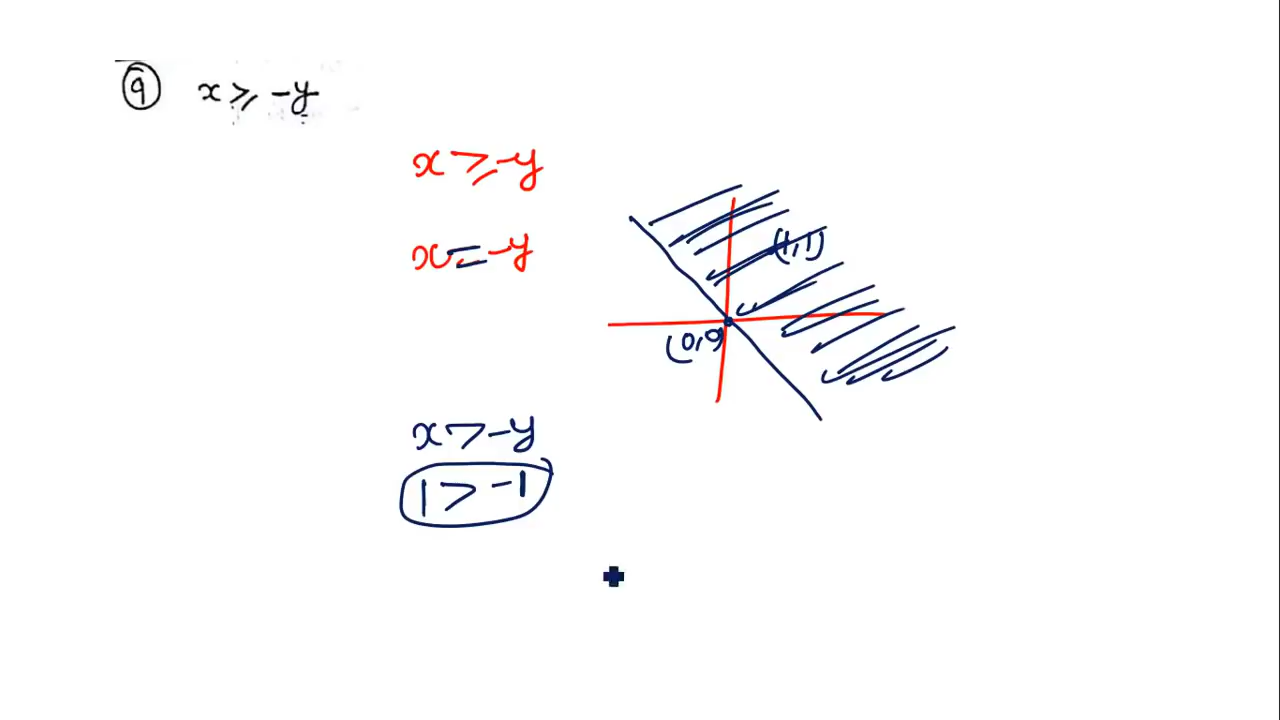 ⑨ x ≥ -y
x ≥ -y
x = -y
(1,1)
(0,0)
x > -y
1 > -1